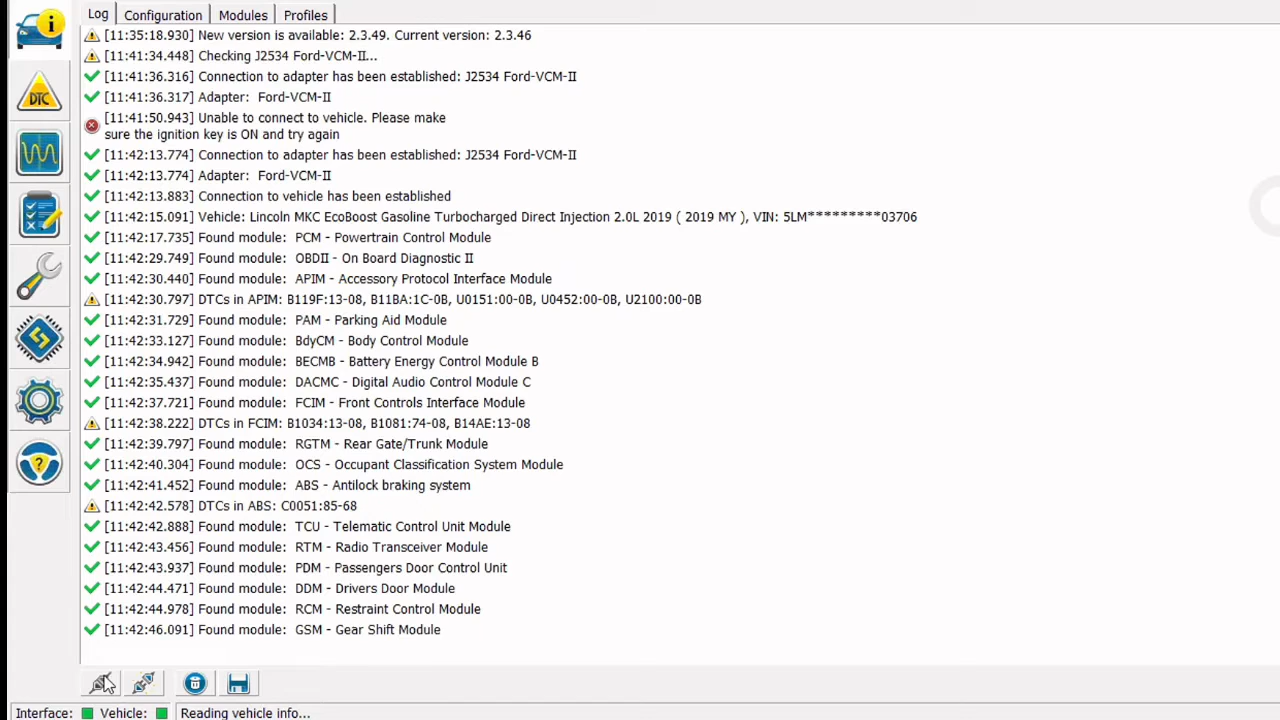 Log Configuration Modules Profiles
[11:35:18.930] New version is available: 2.3.49. Current version: 2.3.46
[11:41:34.448] Checking J2534 Ford-VCM-II...
[11:41:36.316] Connection to adapter has been established: J2534 Ford-VCM-II
[11:41:36.317] Adapter: Ford-VCM-II
[11:41:50.943] Unable to connect to vehicle. Please make
sure the ignition key is ON and try again
[11:42:13.774] Connection to adapter has been established: J2534 Ford-VCM-II
[11:42:13.774] Adapter: Ford-VCM-II
[11:42:13.883] Connection to vehicle has been established
[11:42:15.091] Vehicle: Lincoln MKC EcoBoost Gasoline Turbocharged Direct Injection 2.0L 2019 ( 2019 MY ), VIN: 5LM*********03706
[11:42:17.735] Found module: PCM - Powertrain Control Module
[11:42:29.749] Found module: OBDII - On Board Diagnostic II
[11:42:30.440] Found module: APIM - Accessory Protocol Interface Module
[11:42:30.797] DTCs in APIM: B119F:13-08, B11BA:1C-0B, U0151:00-0B, U0452:00-0B, U2100:00-0B
[11:42:31.729] Found module: PAM - Parking Aid Module
[11:42:33.127] Found module: BdyCM - Body Control Module
[11:42:34.942] Found module: BECMB - Battery Energy Control Module B
[11:42:35.437] Found module: DACMC - Digital Audio Control Module C
[11:42:37.721] Found module: FCIM - Front Controls Interface Module
[11:42:38.222] DTCs in FCIM: B1034:13-08, B1081:74-08, B14AE:13-08
[11:42:39.797] Found module: RGTM - Rear Gate/Trunk Module
[11:42:40.304] Found module: OCS - Occupant Classification System Module
[11:42:41.452] Found module: ABS - Antilock braking system
[11:42:42.578] DTCs in ABS: C0051:85-68
[11:42:42.888] Found module: TCU - Telematic Control Unit Module
[11:42:43.456] Found module: RTM - Radio Transceiver Module
[11:42:43.937] Found module: PDM - Passengers Door Control Unit
[11:42:44.471] Found module: DDM - Drivers Door Module
[11:42:44.978] Found module: RCM - Restraint Control Module
[11:42:46.091] Found module: GSM - Gear Shift Module
DTC
Interface: Vehicle: Reading vehicle info...